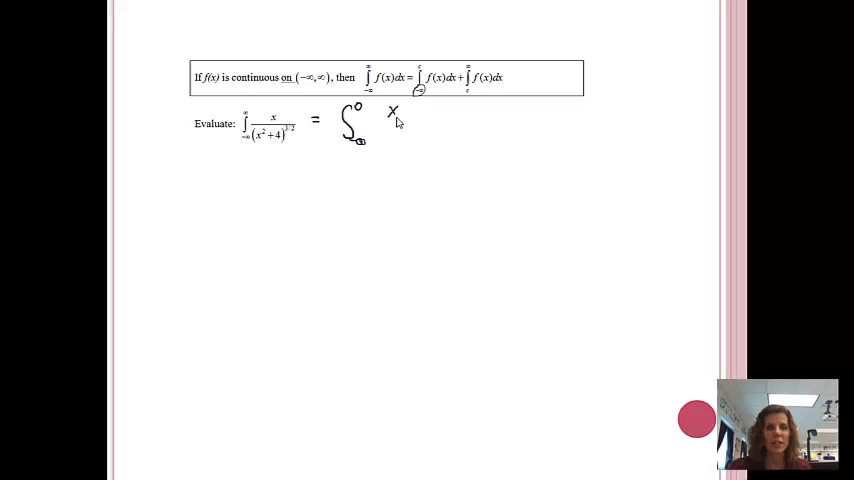 If f(x) is continuous on (−∞,∞), then ∫_{−∞}^{∞} f(x)dx = ∫_{−∞}^{c} f(x)dx + ∫_{c}^{∞} f(x)dx
Evaluate: ∫_{−∞}^{∞} x/(x²+4)^{3/2} = ∫_{−∞}^{0} x